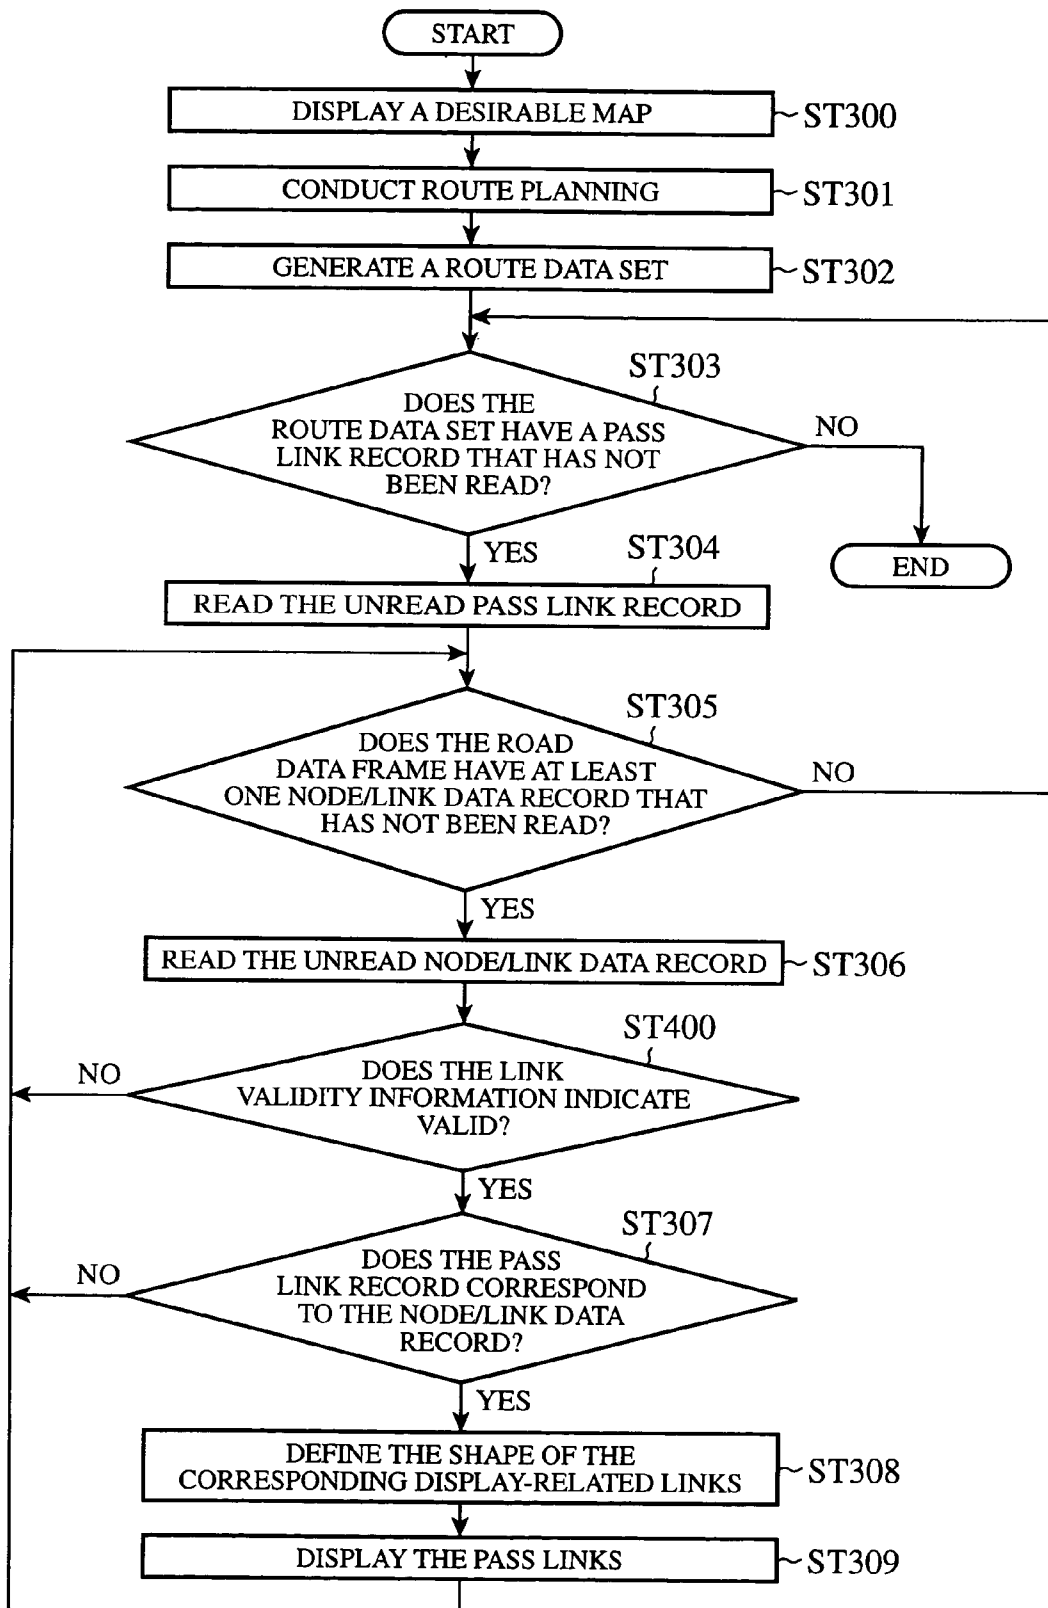 START
DISPLAY A DESIRABLE MAP
ST300
CONDUCT ROUTE PLANNING
ST301
GENERATE A ROUTE DATA SET
ST302
ST303
DOES THE
ROUTE DATA SET HAVE A PASS
LINK RECORD THAT HAS NOT
BEEN READ?
NO
END
YES
ST304
READ THE UNREAD PASS LINK RECORD
ST305
DOES THE ROAD
DATA FRAME HAVE AT LEAST
ONE NODE/LINK DATA RECORD THAT
HAS NOT BEEN READ?
NO
YES
READ THE UNREAD NODE/LINK DATA RECORD
ST306
ST400
DOES THE LINK
VALIDITY INFORMATION INDICATE
VALID?
NO
YES
ST307
DOES THE PASS
LINK RECORD CORRESPOND
TO THE NODE/LINK DATA
RECORD?
NO
YES
DEFINE THE SHAPE OF THE
CORRESPONDING DISPLAY-RELATED LINKS
ST308
DISPLAY THE PASS LINKS
ST309